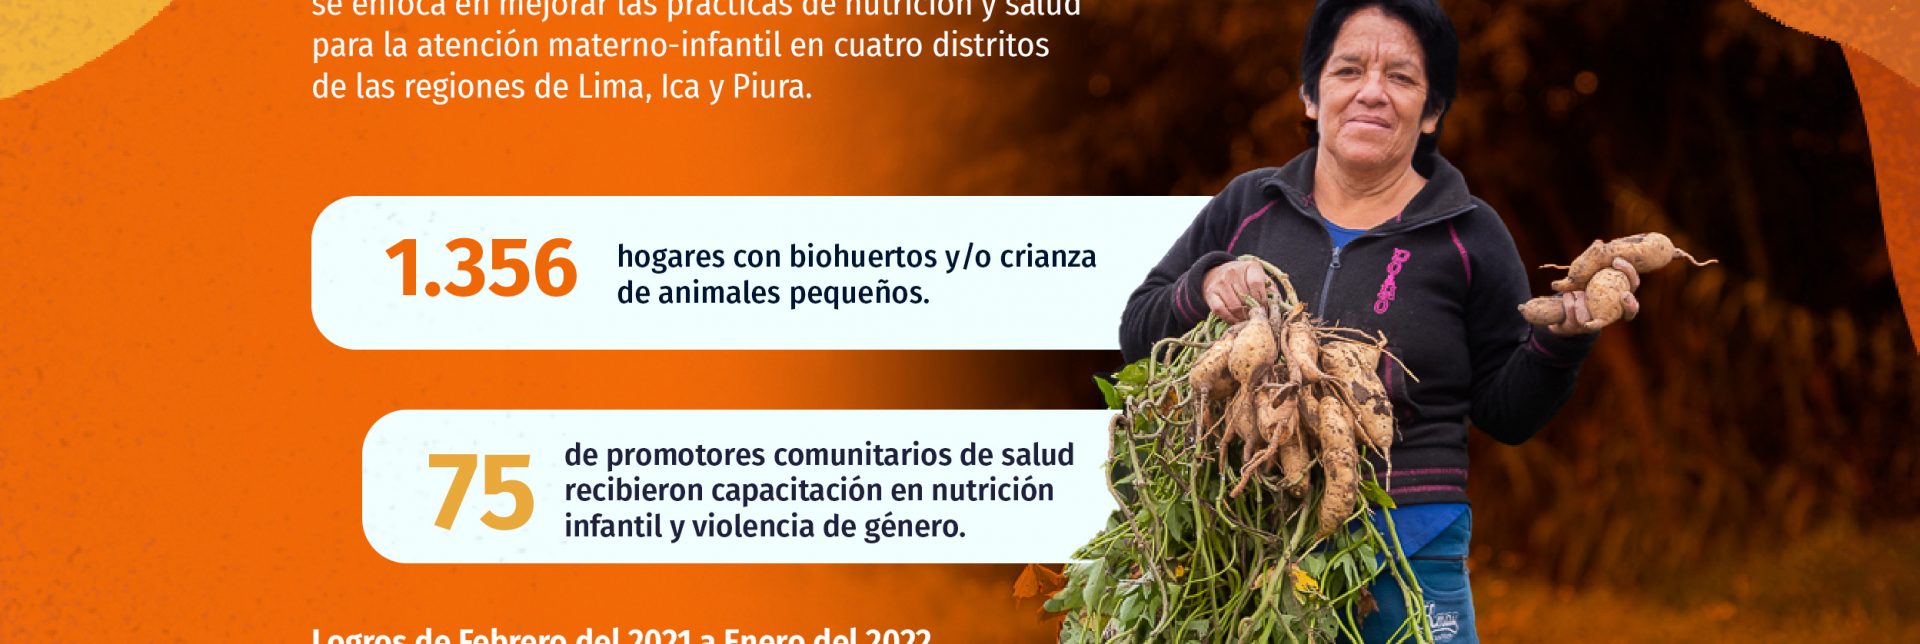 se enfoca en mejorar las prácticas de nutrición y salud
para la atención materno-infantil en cuatro distritos
de las regiones de Lima, Ica y Piura.
1.356
hogares con biohuertos y/o crianza
de animales pequeños.
75
de promotores comunitarios de salud
recibieron capacitación en nutrición
infantil y violencia de género.
Logros de Febrero del 2021 a Enero del 2022